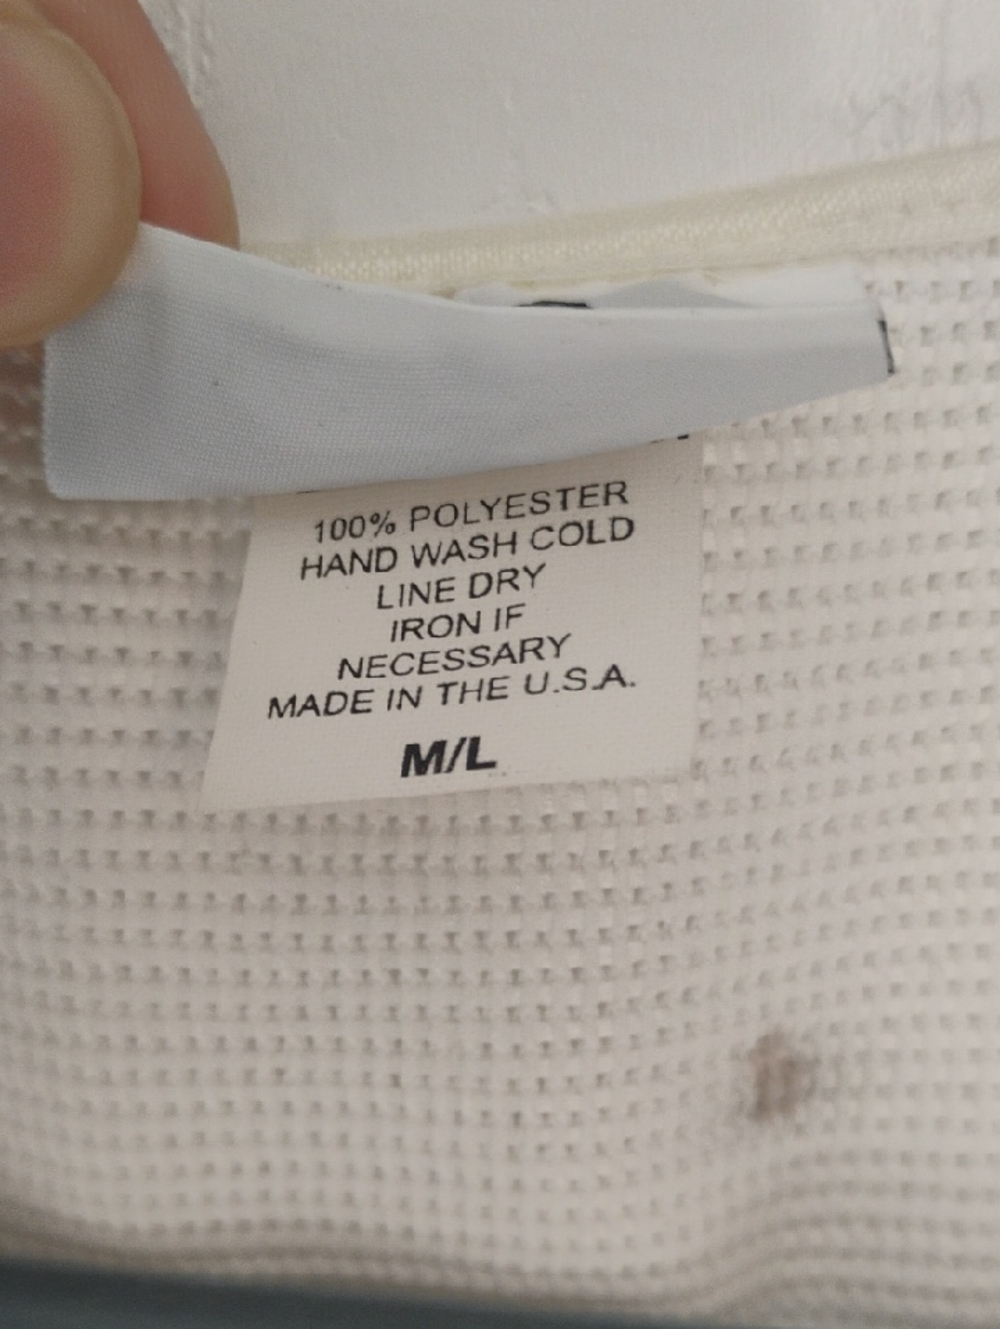 100% POLYESTER
HAND WASH COLD
LINE DRY
IRON IF
NECESSARY
MADE IN THE U.S.A.
M/L